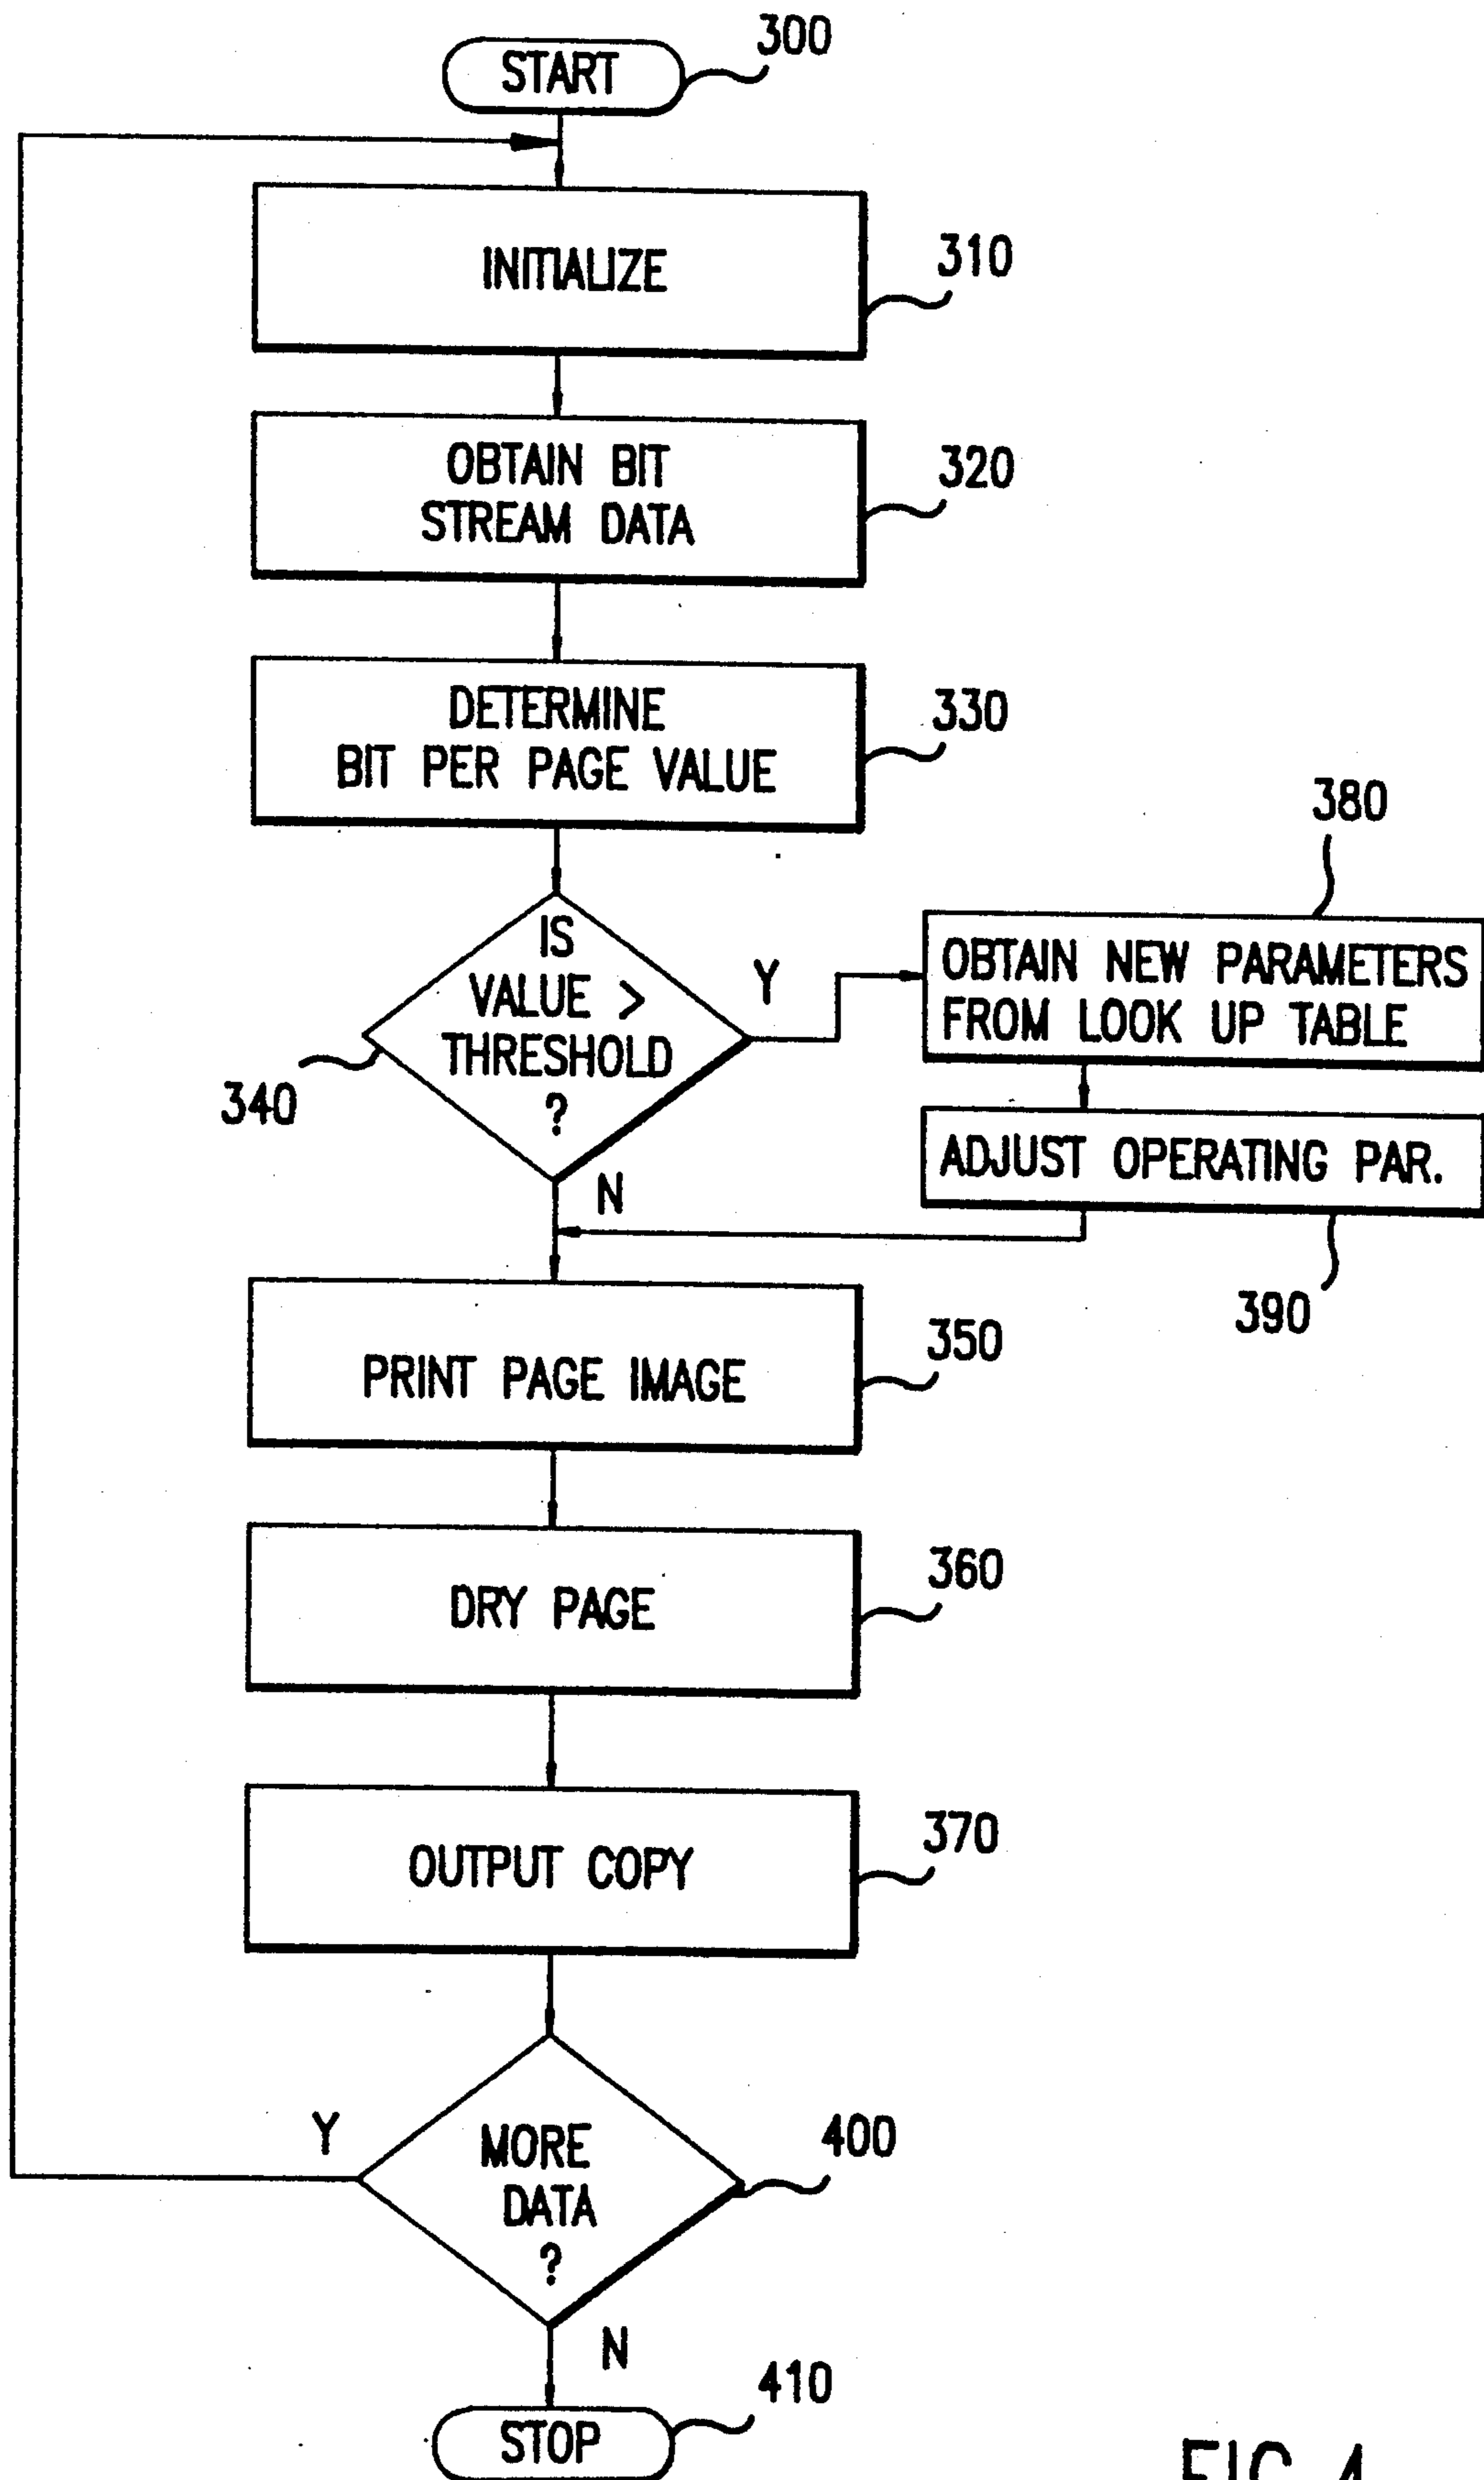 START
300
INITIALIZE
310
OBTAIN BIT
STREAM DATA
320
DETERMINE
BIT PER PAGE VALUE
330
IS
VALUE >
THRESHOLD
?
340
Y
380
OBTAIN NEW PARAMETERS
FROM LOOK UP TABLE
ADJUST OPERATING PAR.
390
N
PRINT PAGE IMAGE
350
DRY PAGE
360
OUTPUT COPY
370
MORE
DATA
?
400
Y
N
STOP
410
FIG. 4